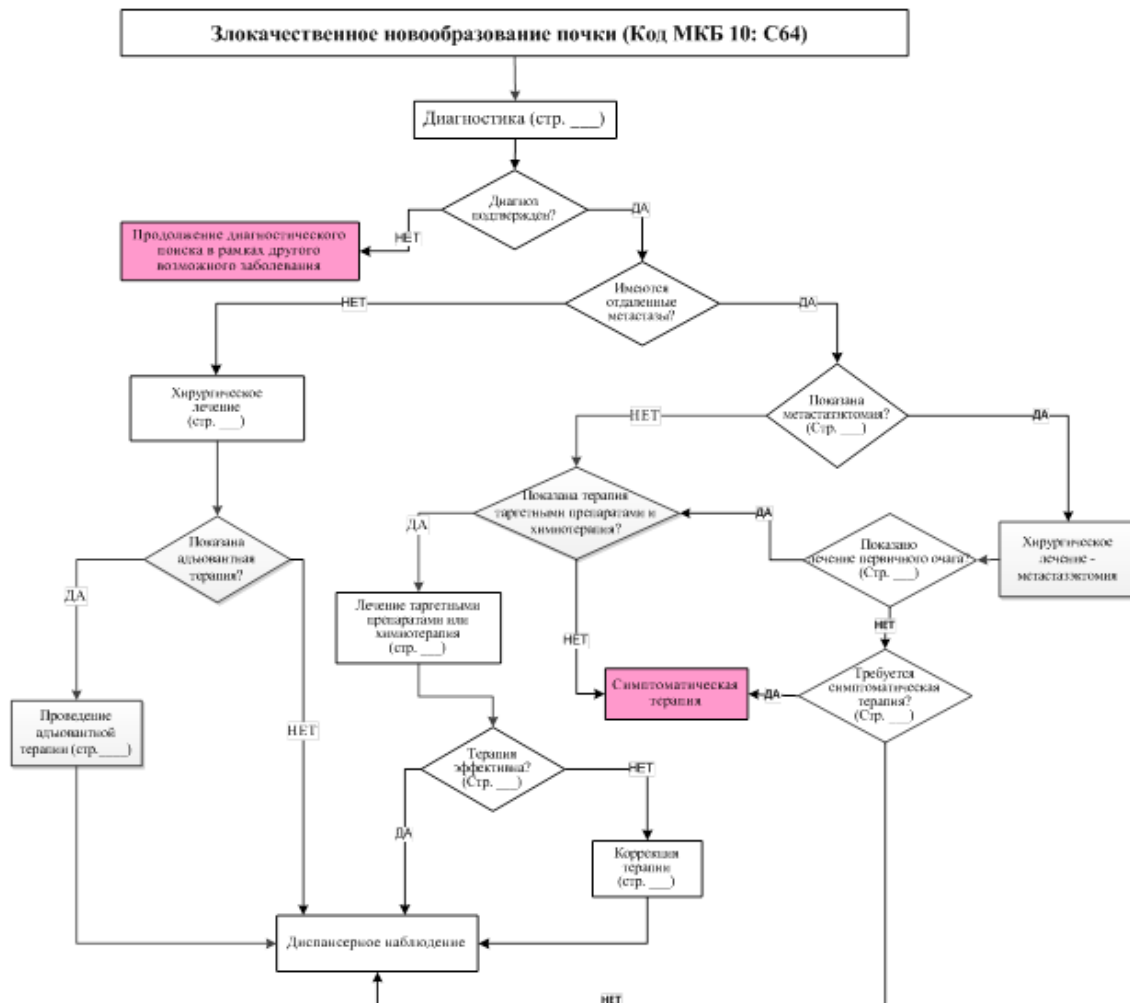 Злокачественное новообразование почки (Код МКБ 10: C64)
Диагностика (стр. ___)
Диагноз
подтвержден?
НЕТ
ДА
Продолжение диагностического
поиска в рамках другого
возможного заболевания
Имеются
отдаленные
метастазы?
НЕТ
ДА
Хирургическое
лечение
(стр. ___)
Показана
метастазэктомия?
(Стр. ___)
НЕТ
ДА
Показана терапия
таргетными препаратами и
химиотерапия?
ДА
ДА
Показано
лечение первичного очага?
(Стр. ___)
Хирургическое
лечение -
метастазэктомия
Показана
адъювантная
терапия?
ДА
Лечение таргетными
препаратами или
химиотерапия
(стр. ___)
НЕТ
НЕТ
Симптоматическая
терапия
ДА
Требуется
симптоматическая
терапия?
(Стр. ___)
Проведение
адъювантной
терапии (стр.____)
НЕТ
Терапия
эффективна?
(Стр. ___)
НЕТ
ДА
Коррекция
терапии
(стр. ___)
Диспансерное наблюдение
НЕТ